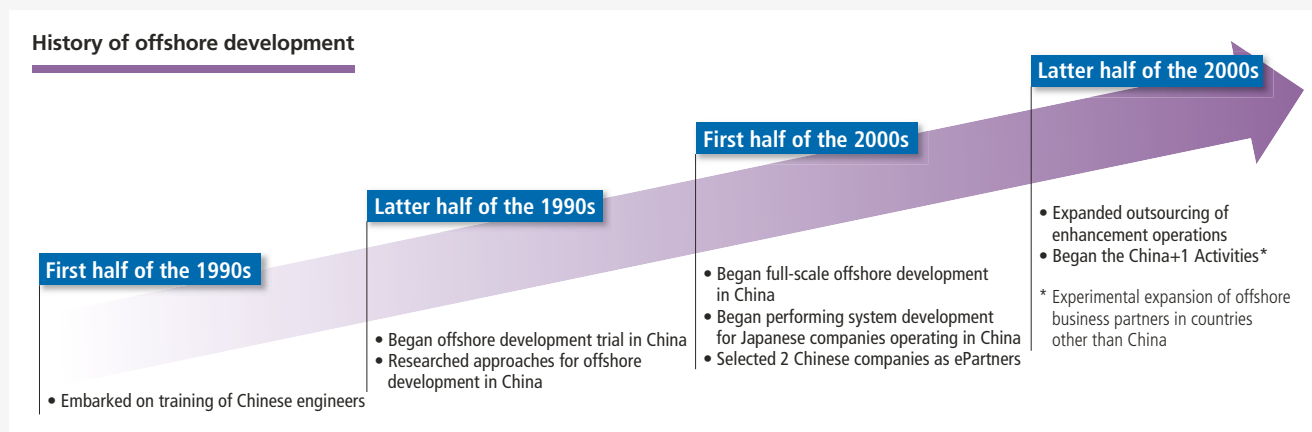 History of offshore development
First half of the 1990s
• Embarked on training of Chinese engineers
Latter half of the 1990s
• Began offshore development trial in China
• Researched approaches for offshore
development in China
First half of the 2000s
• Began full-scale offshore development
in China
• Began performing system development
for Japanese companies operating in China
• Selected 2 Chinese companies as ePartners
Latter half of the 2000s
• Expanded outsourcing of
enhancement operations
• Began the China+1 Activities*
* Experimental expansion of offshore
business partners in countries
other than China